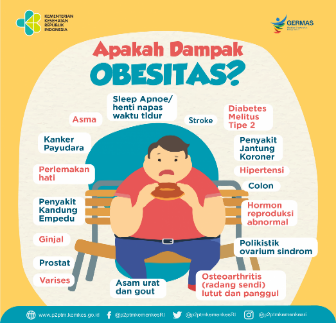 KEMENTERIAN
KESEHATAN
REPUBLIK
INDONESIA
GERMAS
Apakah Dampak
OBESITAS?
Sleep Apnoe/
henti napas
waktu tidur
Asma
Stroke
Diabetes
Melitus
Tipe 2
Kanker
Payudara
Penyakit
Jantung
Koroner
Perlemakan
hati
Hipertensi
Colon
Penyakit
Kandung
Empedu
Hormon
reproduksi
abnormal
Ginjal
Polikistik
ovarium sindrom
Prostat
Varises
Asam urat
dan gout
Osteoarthritis
(radang sendi)
lutut dan panggul
www.p2ptm.kemkes.go.id
@p2ptmkemenkesRI
@p2ptmkemenkesRI
@p2ptmkemenkesRI